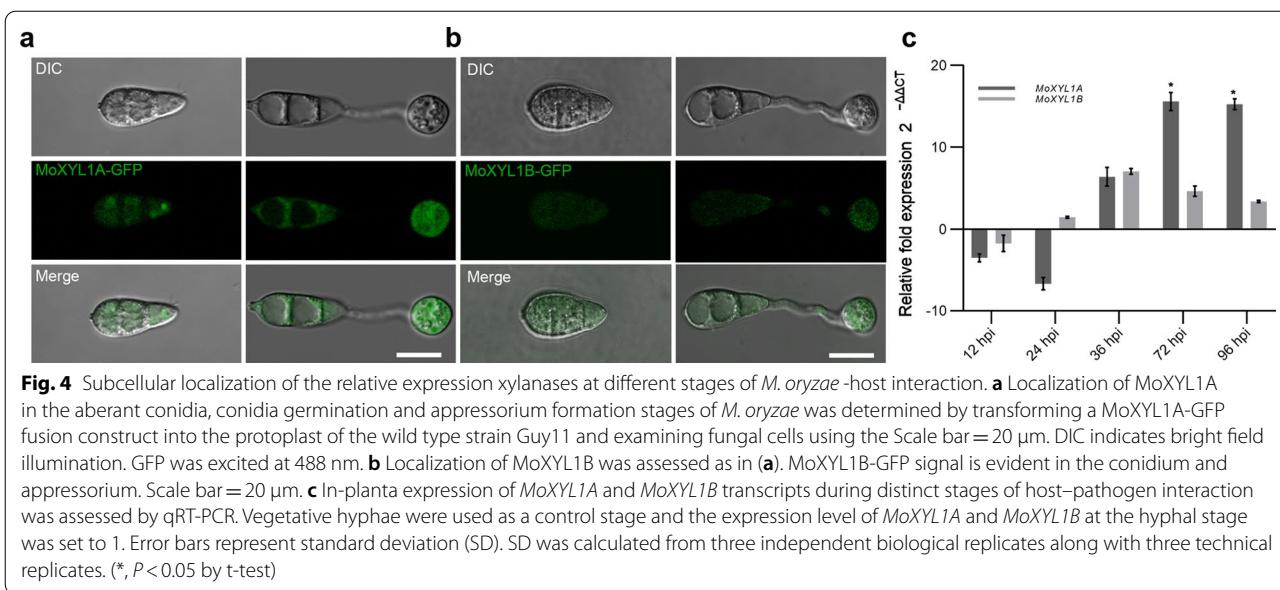 a
b
c
DIC
MoXYL1A-GFP
Merge
DIC
MoXYL1B-GFP
Merge
Relative fold expression 2 -ΔΔCT
20
10
0
-10
MoXYL1A
MoXYL1B
*
*
12 hpi
24 hpi
36 hpi
72 hpi
96 hpi
Fig. 4 Subcellular localization of the relative expression xylanases at different stages of M. oryzae -host interaction. a Localization of MoXYL1A
in the aberant conidia, conidia germination and appressorium formation stages of M. oryzae was determined by transforming a MoXYL1A-GFP
fusion construct into the protoplast of the wild type strain Guy11 and examining fungal cells using the Scale bar = 20 µm. DIC indicates bright field
illumination. GFP was excited at 488 nm. b Localization of MoXYL1B was assessed as in (a). MoXYL1B-GFP signal is evident in the conidium and
appressorium. Scale bar = 20 µm. c In-planta expression of MoXYL1A and MoXYL1B transcripts during distinct stages of host–pathogen interaction
was assessed by qRT-PCR. Vegetative hyphae were used as a control stage and the expression level of MoXYL1A and MoXYL1B at the hyphal stage
was set to 1. Error bars represent standard deviation (SD). SD was calculated from three independent biological replicates along with three technical
replicates. (*, P < 0.05 by t-test)